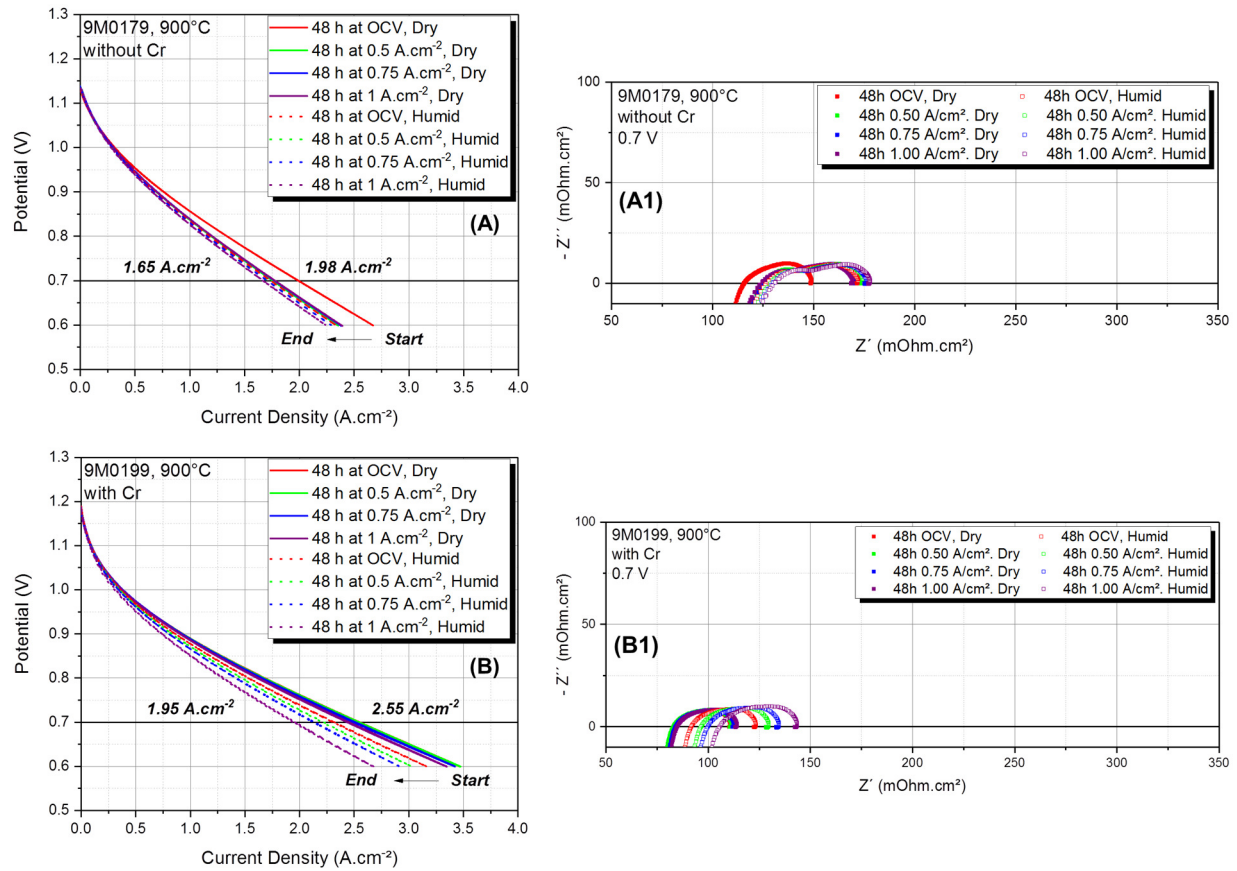 (A)
9M0179, 900°C
without Cr
48 h at OCV, Dry
48 h at 0.5 A.cm⁻², Dry
48 h at 0.75 A.cm⁻², Dry
48 h at 1 A.cm⁻², Dry
48 h at OCV, Humid
48 h at 0.5 A.cm⁻², Humid
48 h at 0.75 A.cm⁻², Humid
48 h at 1 A.cm⁻², Humid
1.65 A.cm⁻²
1.98 A.cm⁻²
End
Start
Potential (V)
1.3
1.2
1.1
1.0
0.9
0.8
0.7
0.6
0.5
0.0 0.5 1.0 1.5 2.0 2.5 3.0 3.5 4.0
Current Density (A.cm⁻²)
(A1)
9M0179, 900°C
without Cr
0.7 V
48h OCV, Dry
48h 0.50 A/cm². Dry
48h 0.75 A/cm². Dry
48h 1.00 A/cm². Dry
48h OCV, Humid
48h 0.50 A/cm². Humid
48h 0.75 A/cm². Humid
48h 1.00 A/cm². Humid
- Z´´ (mOhm.cm²)
100
50
0
50 100 150 200 250 300 350
Z´ (mOhm.cm²)
(B)
9M0199, 900°C
with Cr
48 h at OCV, Dry
48 h at 0.5 A.cm⁻², Dry
48 h at 0.75 A.cm⁻², Dry
48 h at 1 A.cm⁻², Dry
48 h at OCV, Humid
48 h at 0.5 A.cm⁻², Humid
48 h at 0.75 A.cm⁻², Humid
48 h at 1 A.cm⁻², Humid
1.95 A.cm⁻²
2.55 A.cm⁻²
End
Start
Potential (V)
1.3
1.2
1.1
1.0
0.9
0.8
0.7
0.6
0.5
0.0 0.5 1.0 1.5 2.0 2.5 3.0 3.5 4.0
Current Density (A.cm⁻²)
(B1)
9M0199, 900°C
with Cr
0.7 V
48h OCV, Dry
48h 0.50 A/cm². Dry
48h 0.75 A/cm². Dry
48h 1.00 A/cm². Dry
48h OCV, Humid
48h 0.50 A/cm². Humid
48h 0.75 A/cm². Humid
48h 1.00 A/cm². Humid
- Z´´ (mOhm.cm²)
100
50
0
50 100 150 200 250 300 350
Z´ (mOhm.cm²)